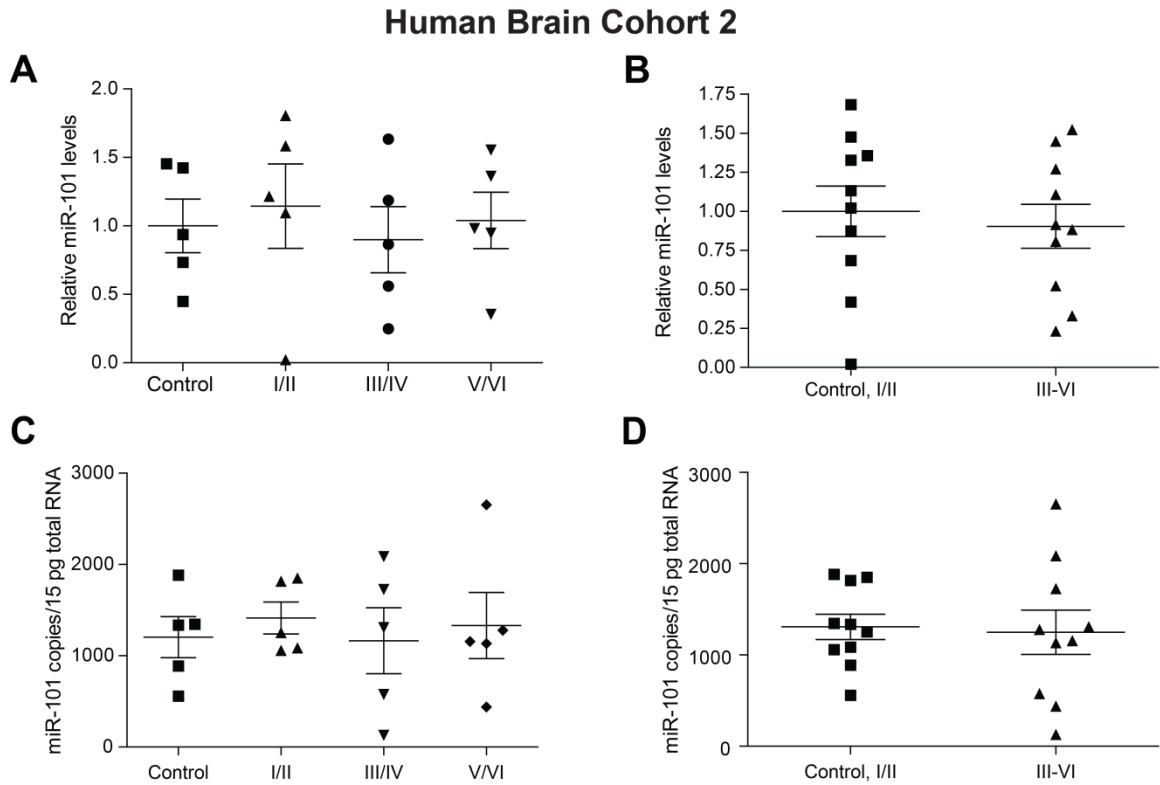 Human Brain Cohort 2
A
Relative miR-101 levels
2.0
1.5
1.0
0.5
0.0
Control
I/II
III/IV
V/VI
B
Relative miR-101 levels
1.75
1.50
1.25
1.00
0.75
0.50
0.25
0.00
Control, I/II
III-VI
C
miR-101 copies/15 pg total RNA
3000
2000
1000
0
Control
I/II
III/IV
V/VI
D
miR-101 copies/15 pg total RNA
3000
2000
1000
0
Control, I/II
III-VI